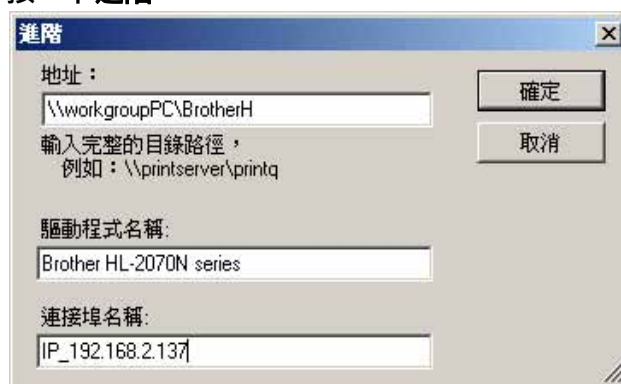 進階
地址：
\\workgroupPC\BrotherH
確定
輸入完整的目錄路徑，
例如：\\printserver\printq
取消
驅動程式名稱:
Brother HL-2070N series
連接埠名稱:
IP_192.168.2.137